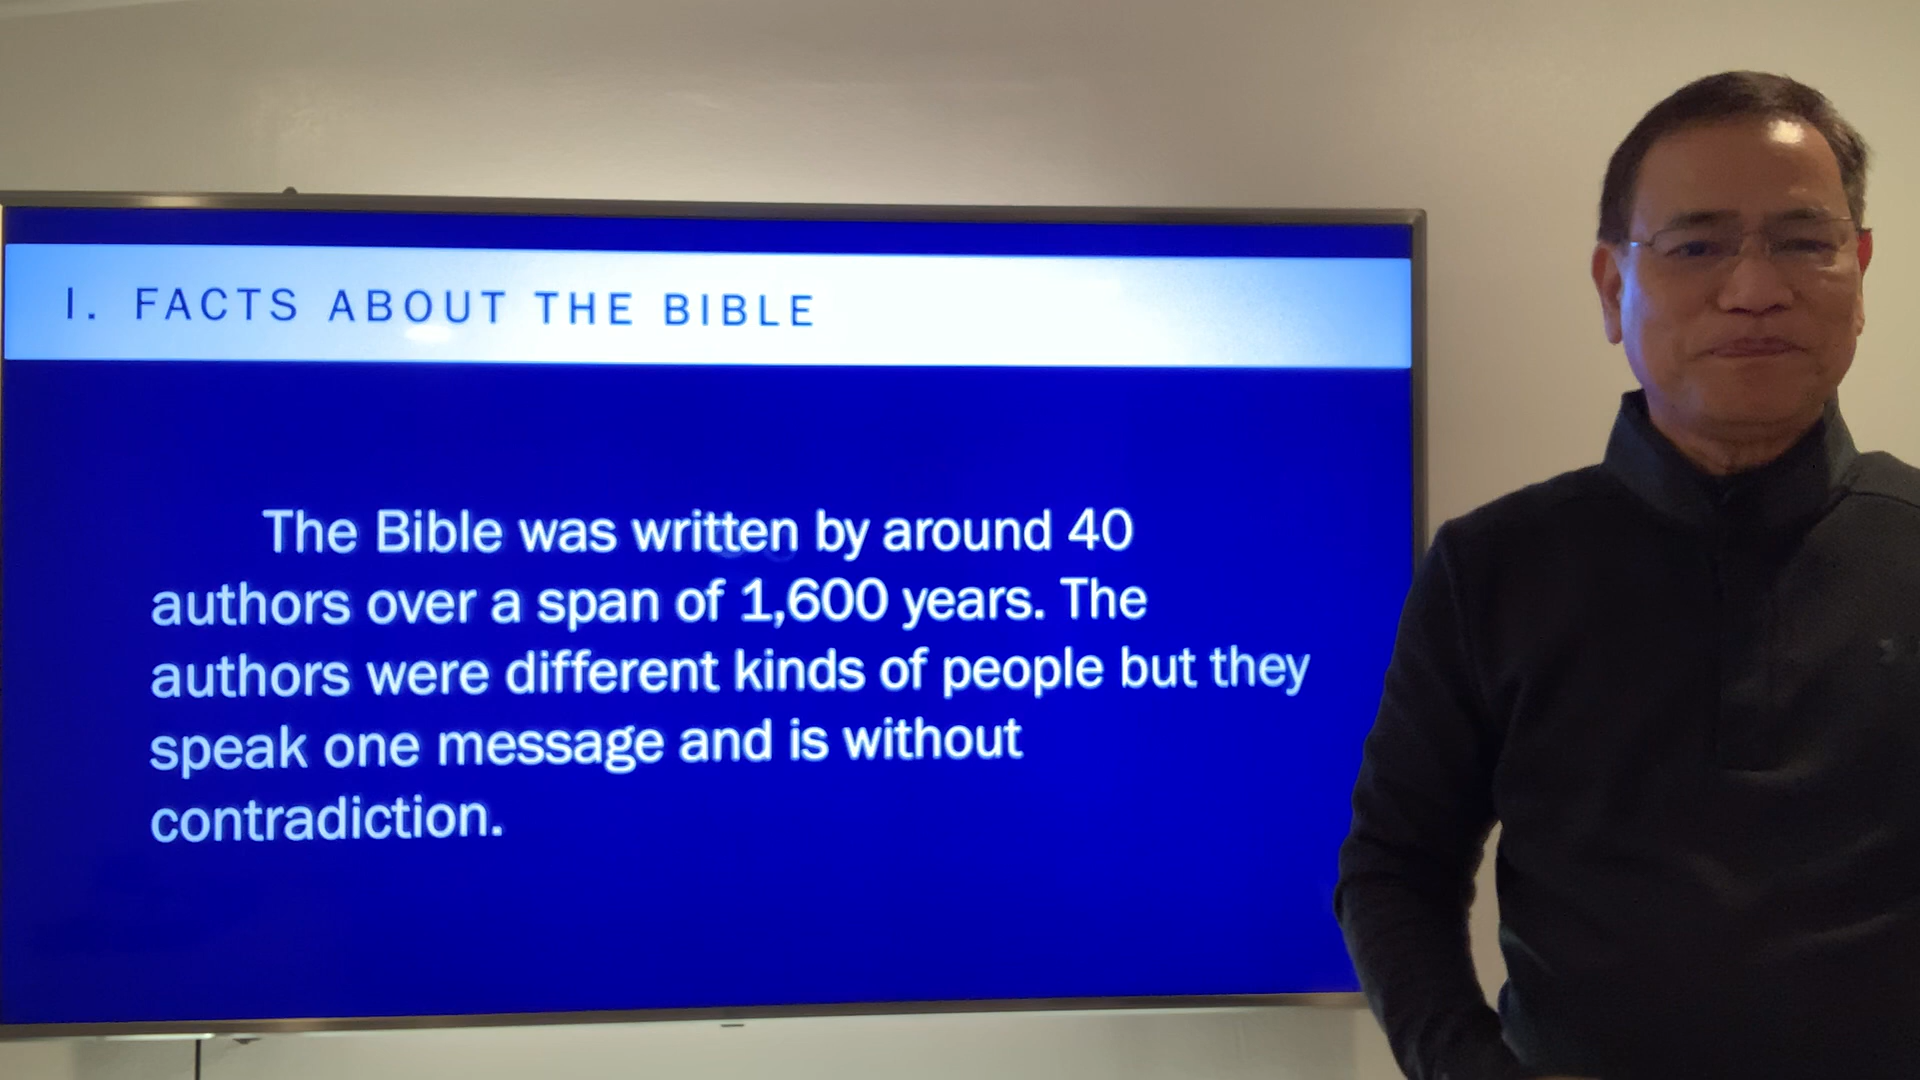 I. FACTS ABOUT THE BIBLE
The Bible was written by around 40
authors over a span of 1,600 years. The
authors were different kinds of people but they
speak one message and is without
contradiction.